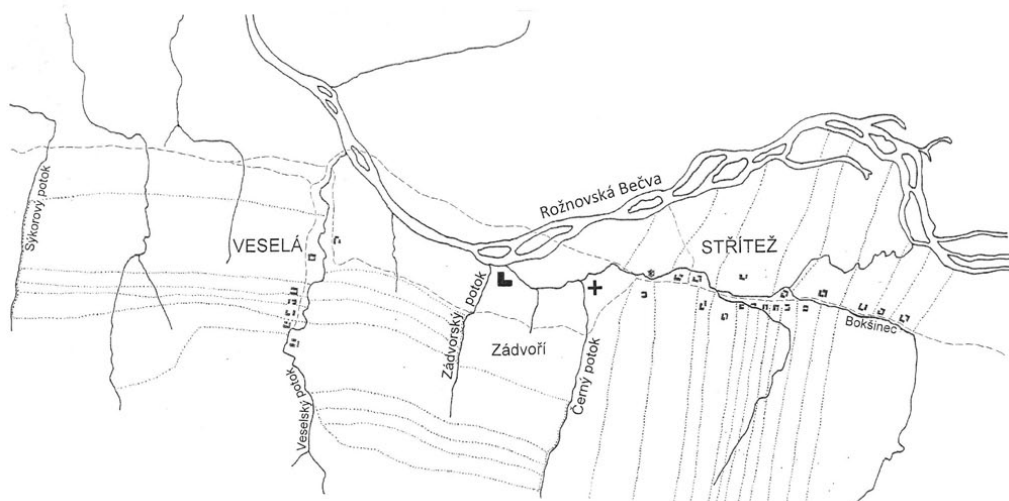 Sýkorový potok
VESELÁ
Veselský potok
Rožnovská Bečva
Zádvorský potok
Zádvoří
Černý potok
STŘÍTEŽ
Bokšinec